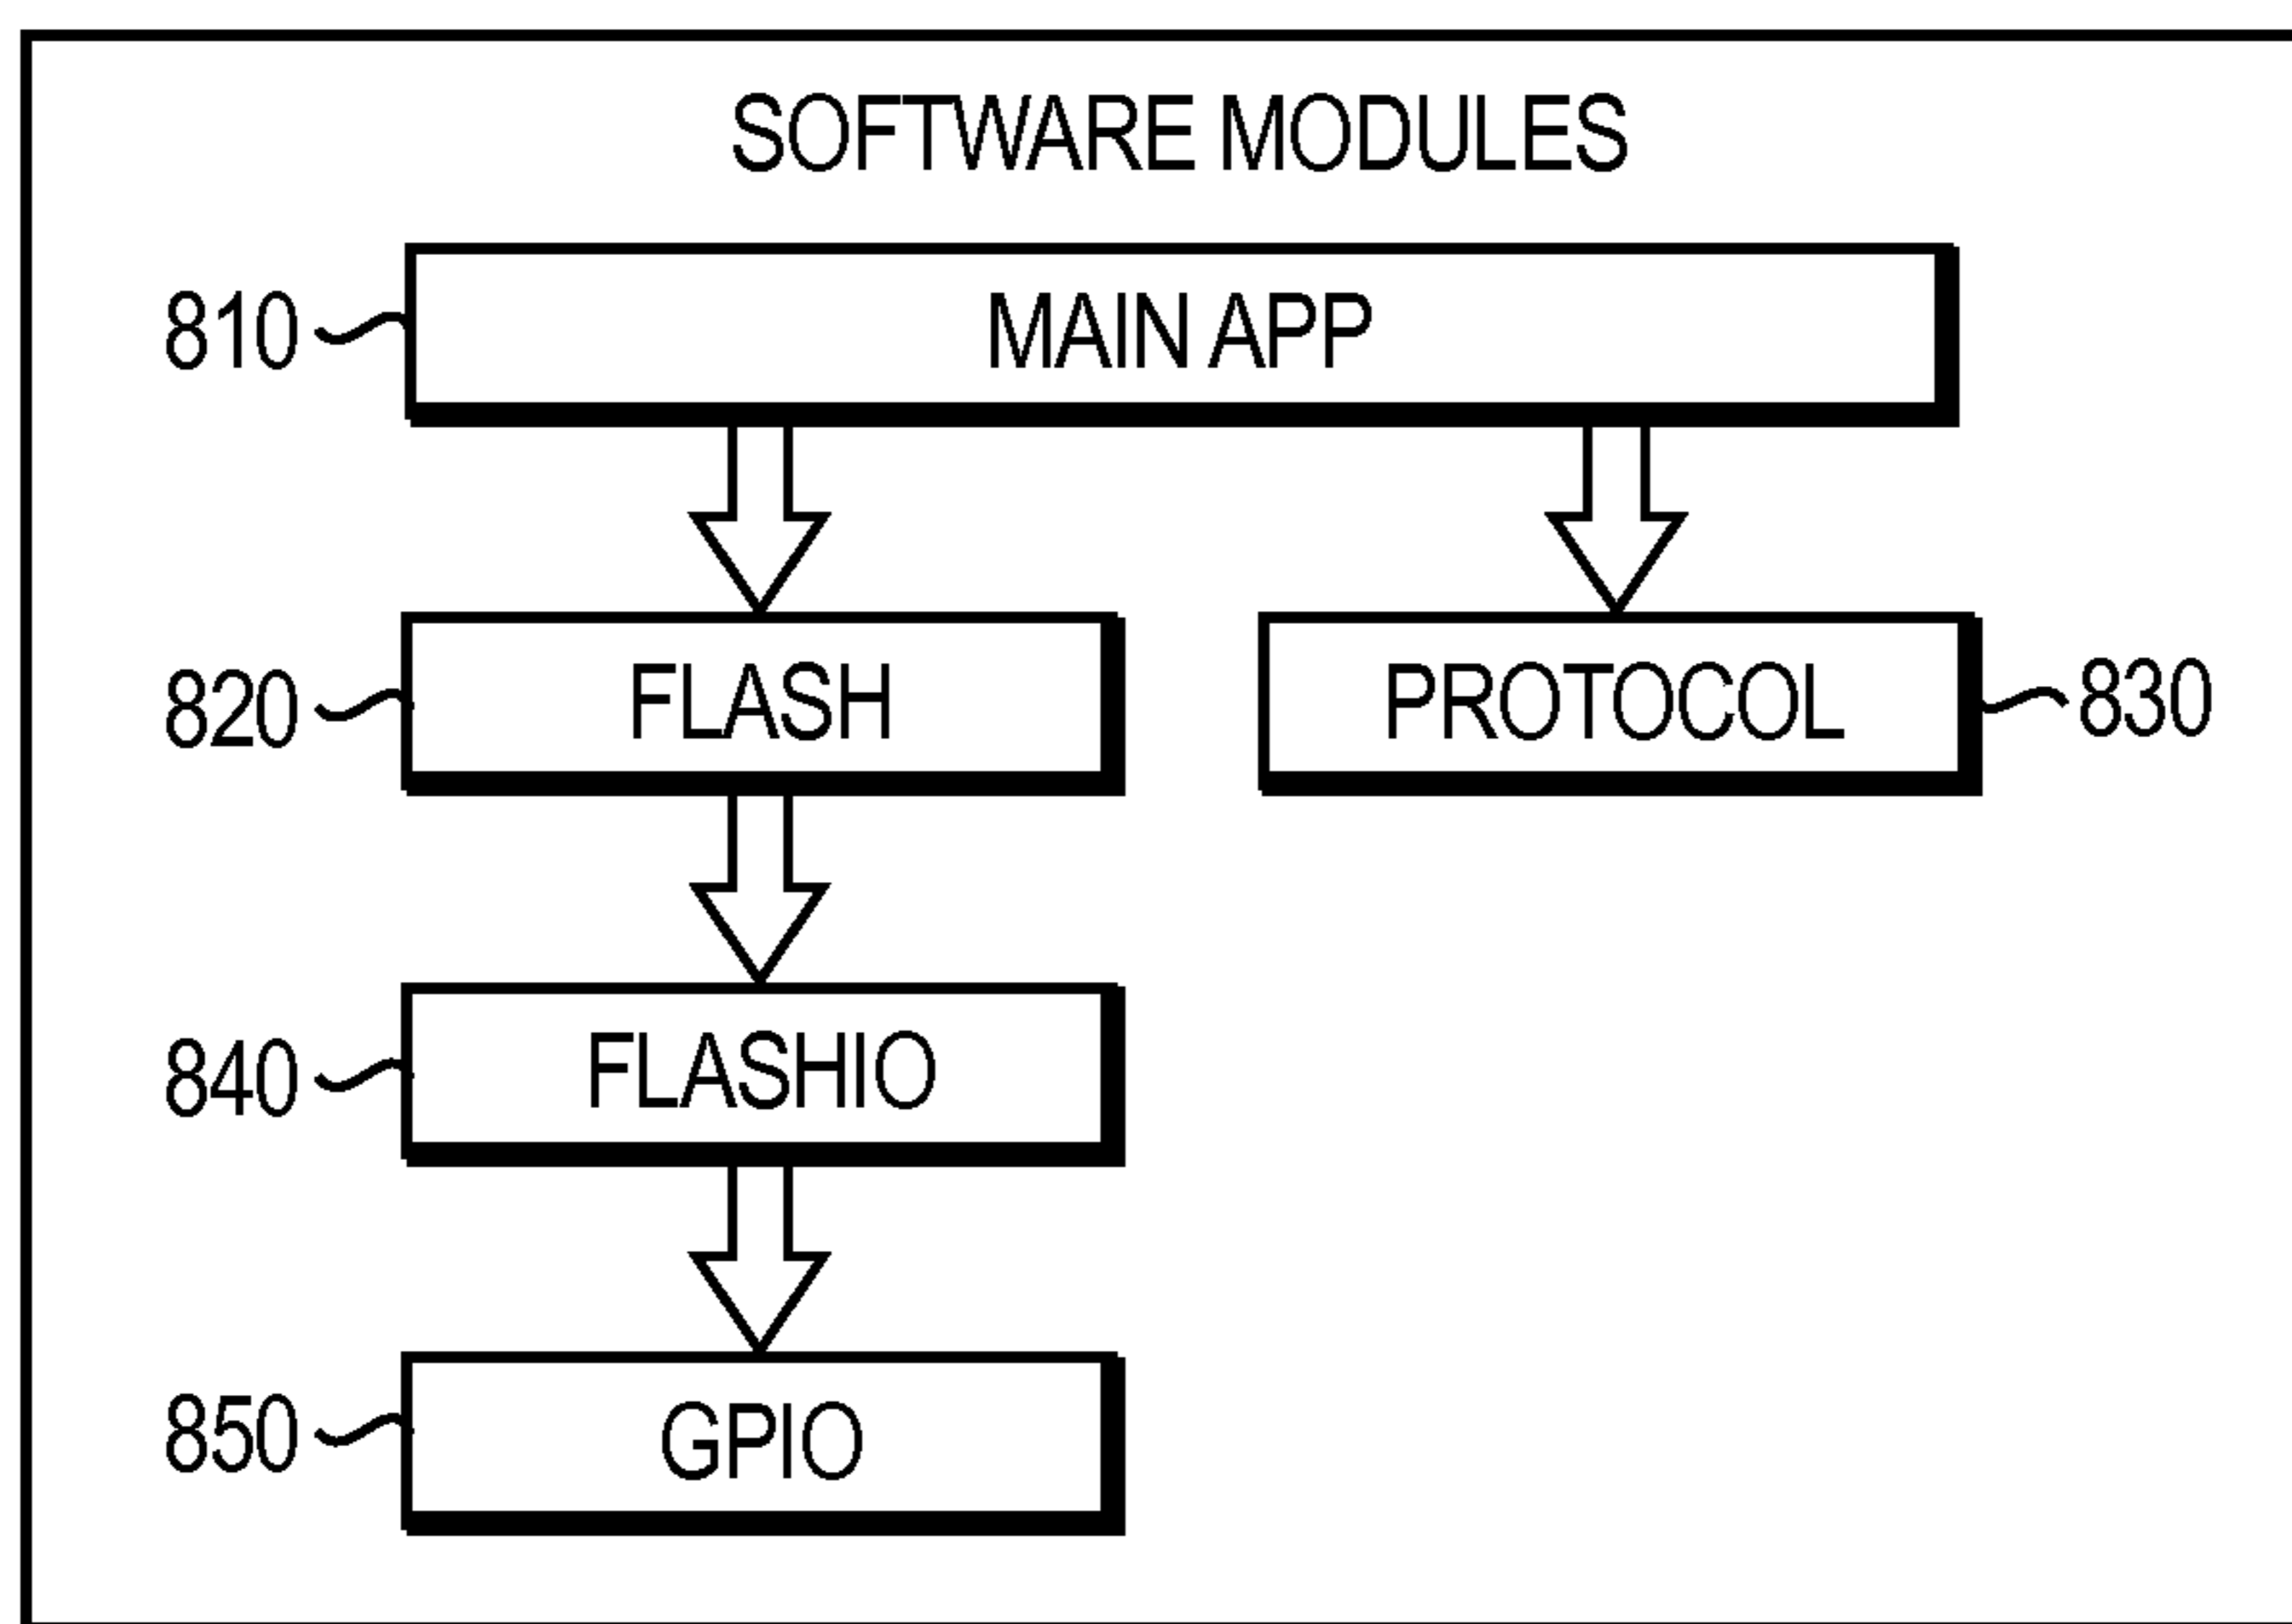 SOFTWARE MODULES
810 MAIN APP
820 FLASH PROTOCOL 830
840 FLASHIO
850 GPIO